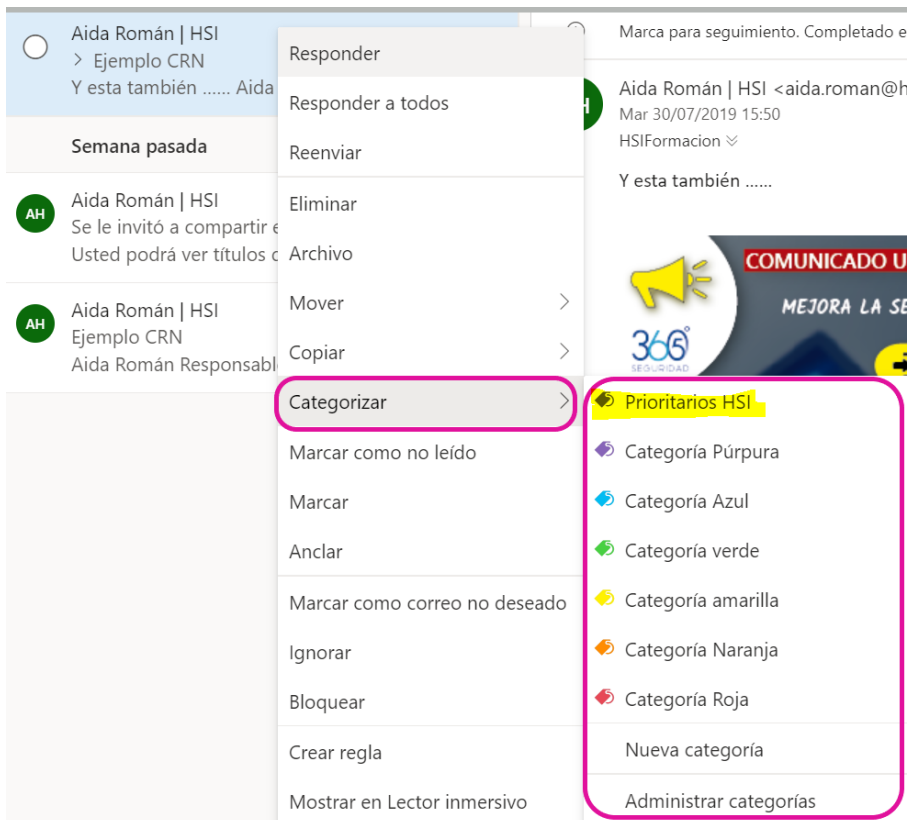 Aida Román | HSI
> Ejemplo CRN
Y esta también ...... Aida
Semana pasada
AH
Aida Román | HSI
Se le invitó a compartir e
Usted podrá ver títulos
AH
Aida Román | HSI
Ejemplo CRN
Aida Román Responsabl
Responder
Responder a todos
Reenviar
Eliminar
Archivo
Mover
Copiar
Categorizar
Marcar como no leído
Marcar
Anclar
Marcar como correo no deseado
Ignorar
Bloquear
Crear regla
Mostrar en Lector inmersivo
Marca para seguimiento. Completado e
H
Aida Román | HSI <aida.roman@h
Mar 30/07/2019 15:50
HSIFormacion
Y esta también ......
COMUNICADO U
MEJORA LA SE
365
SEGURIDAD
Prioritarios HSI
Categoría Púrpura
Categoría Azul
Categoría verde
Categoría amarilla
Categoría Naranja
Categoría Roja
Nueva categoría
Administrar categorías